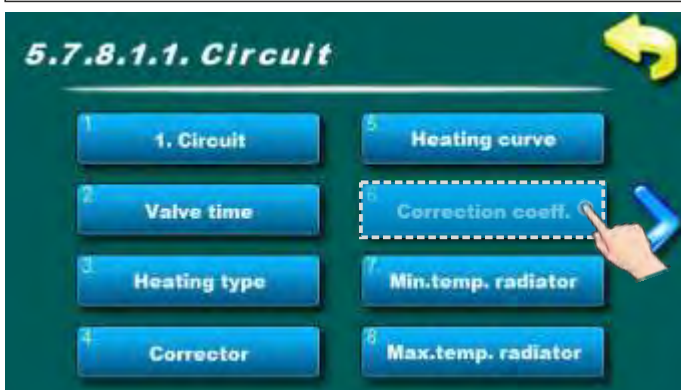 5.7.8.1.1. Circuit
1
1. Circuit
2
Valve time
3
Heating type
4
Corrector
5
Heating curve
6
Correction coeff.
7
Min.temp. radiator
8
Max.temp. radiator